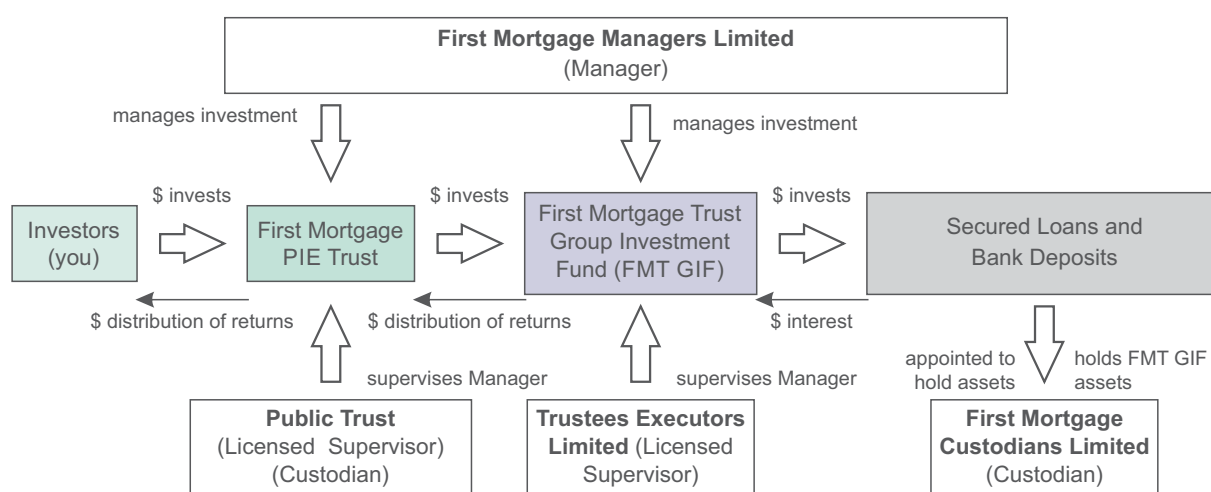 First Mortgage Managers Limited
(Manager)
manages investment
manages investment
$ invests
$ invests
$ invests
Investors
(you)
First Mortgage
PIE Trust
First Mortgage Trust
Group Investment
Fund (FMT GIF)
Secured Loans and
Bank Deposits
$ distribution of returns
$ distribution of returns
$ interest
supervises Manager
supervises Manager
appointed to
hold assets
holds FMT GIF
assets
Public Trust
(Licensed Supervisor)
(Custodian)
Trustees Executors
Limited (Licensed
Supervisor)
First Mortgage
Custodians Limited
(Custodian)